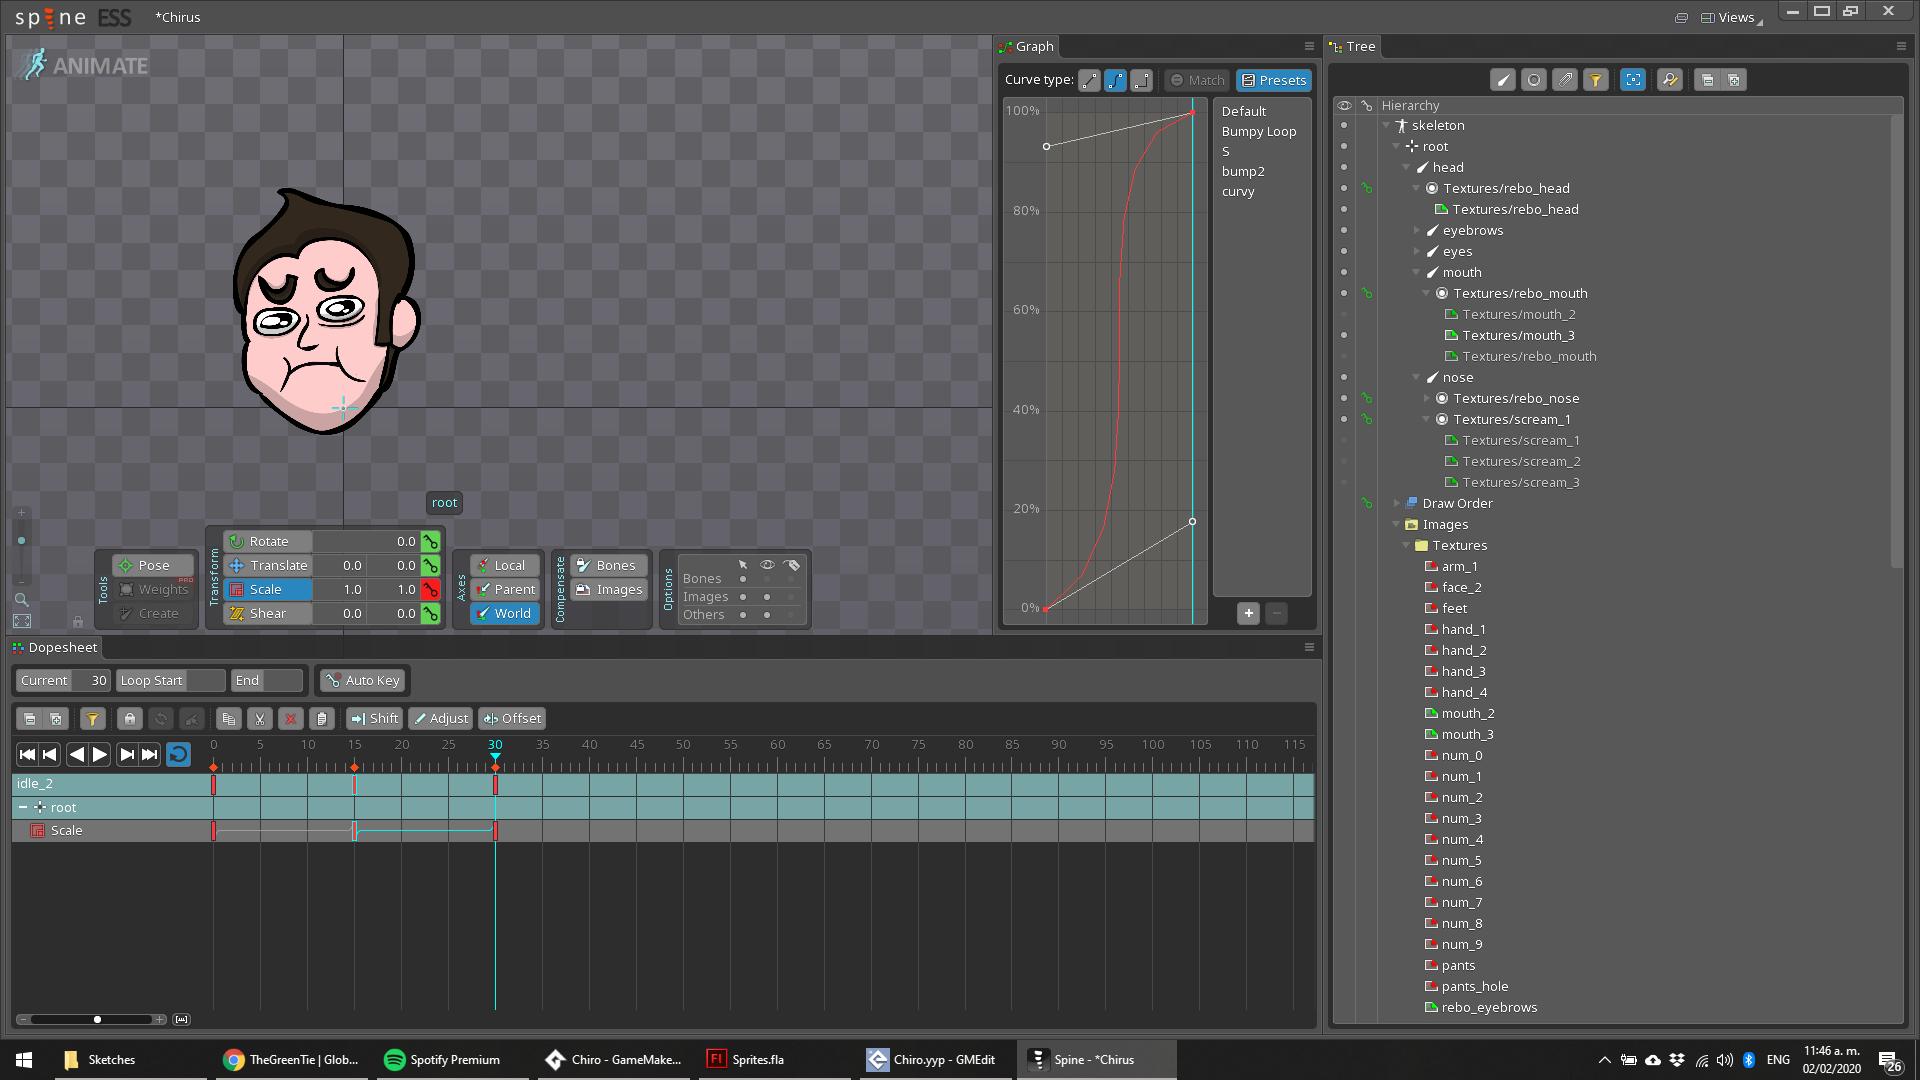 spine ESS
*Chirus
Views
ANIMATE
root
Tools
Pose
Weights
PRO
Create
Transform
Rotate 0.0
Translate 0.0 0.0
Scale 1.0 1.0
Shear 0.0 0.0
Axes
Local
Parent
World
Compensate
Bones
Images
Options
Bones
Images
Others
Graph
Curve type:
Match
Presets
100%
80%
60%
40%
20%
0%
Default
Bumpy Loop
S
bump2
curvy
+
−
Tree
Hierarchy
skeleton
root
head
Textures/rebo_head
Textures/rebo_head
eyebrows
eyes
mouth
Textures/rebo_mouth
Textures/mouth_2
Textures/mouth_3
Textures/rebo_mouth
nose
Textures/rebo_nose
Textures/scream_1
Textures/scream_1
Textures/scream_2
Textures/scream_3
Draw Order
Images
Textures
arm_1
face_2
feet
hand_1
hand_2
hand_3
hand_4
mouth_2
mouth_3
num_0
num_1
num_2
num_3
num_4
num_5
num_6
num_7
num_8
num_9
pants
pants_hole
rebo_eyebrows
Dopesheet
Current 30 Loop Start End Auto Key
Shift Adjust Offset
0 5 10 15 20 25 30 35 40 45 50 55 60 65 70 75 80 85 90 95 100 105 110 115
idle_2
root
Scale
Sketches
TheGreenTie | Glob...
Spotify Premium
Chiro - GameMake...
Fl
Sprites.fla
Chiro.yyp - GMEdit
Spine - *Chirus
ENG
11:46 a. m.
02/02/2020
26